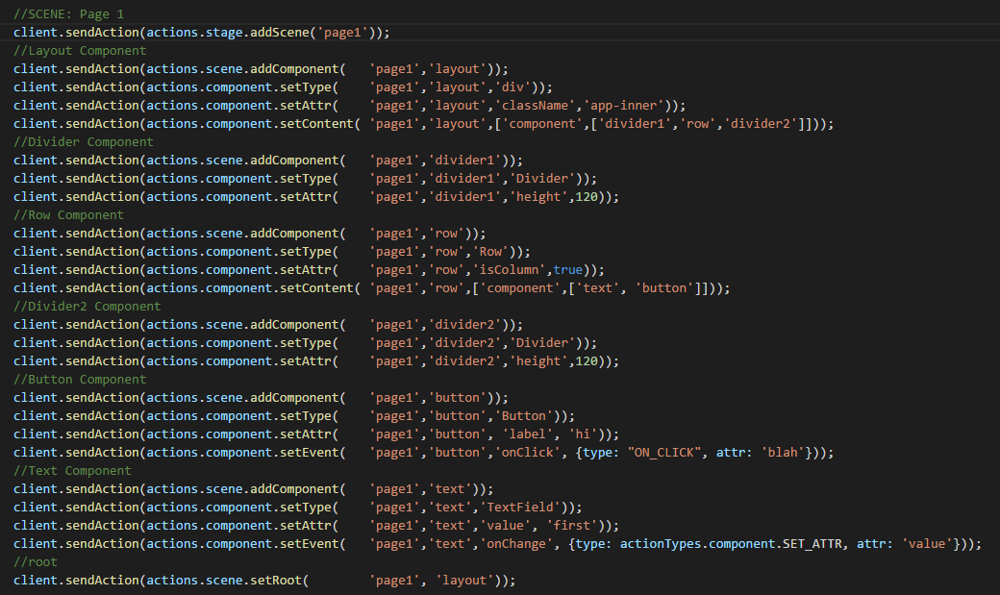 //SCENE: Page 1
client.sendAction(actions.stage.addScene('page1'));
//Layout Component
client.sendAction(actions.scene.addComponent(   'page1','layout'));
client.sendAction(actions.component.setType(    'page1','layout','div'));
client.sendAction(actions.component.setAttr(    'page1','layout','className','app-inner'));
client.sendAction(actions.component.setContent( 'page1','layout',['component',['divider1','row','divider2']]));
//Divider Component
client.sendAction(actions.scene.addComponent(   'page1','divider1'));
client.sendAction(actions.component.setType(    'page1','divider1','Divider'));
client.sendAction(actions.component.setAttr(    'page1','divider1','height',120));
//Row Component
client.sendAction(actions.scene.addComponent(   'page1','row'));
client.sendAction(actions.component.setType(    'page1','row','Row'));
client.sendAction(actions.component.setAttr(    'page1','row','isColumn',true));
client.sendAction(actions.component.setContent( 'page1','row',['component',['text', 'button']]));
//Divider2 Component
client.sendAction(actions.scene.addComponent(   'page1','divider2'));
client.sendAction(actions.component.setType(    'page1','divider2','Divider'));
client.sendAction(actions.component.setAttr(    'page1','divider2','height',120));
//Button Component
client.sendAction(actions.scene.addComponent(   'page1','button'));
client.sendAction(actions.component.setType(    'page1','button','Button'));
client.sendAction(actions.component.setAttr(    'page1','button', 'label', 'hi'));
client.sendAction(actions.component.setEvent(   'page1','button','onClick', {type: "ON_CLICK", attr: 'blah'}));
//Text Component
client.sendAction(actions.scene.addComponent(   'page1','text'));
client.sendAction(actions.component.setType(    'page1','text','TextField'));
client.sendAction(actions.component.setAttr(    'page1','text','value', 'first'));
client.sendAction(actions.component.setEvent(   'page1','text','onChange', {type: actionTypes.component.SET_ATTR, attr: 'value'}));
//root
client.sendAction(actions.scene.setRoot(        'page1', 'layout'));